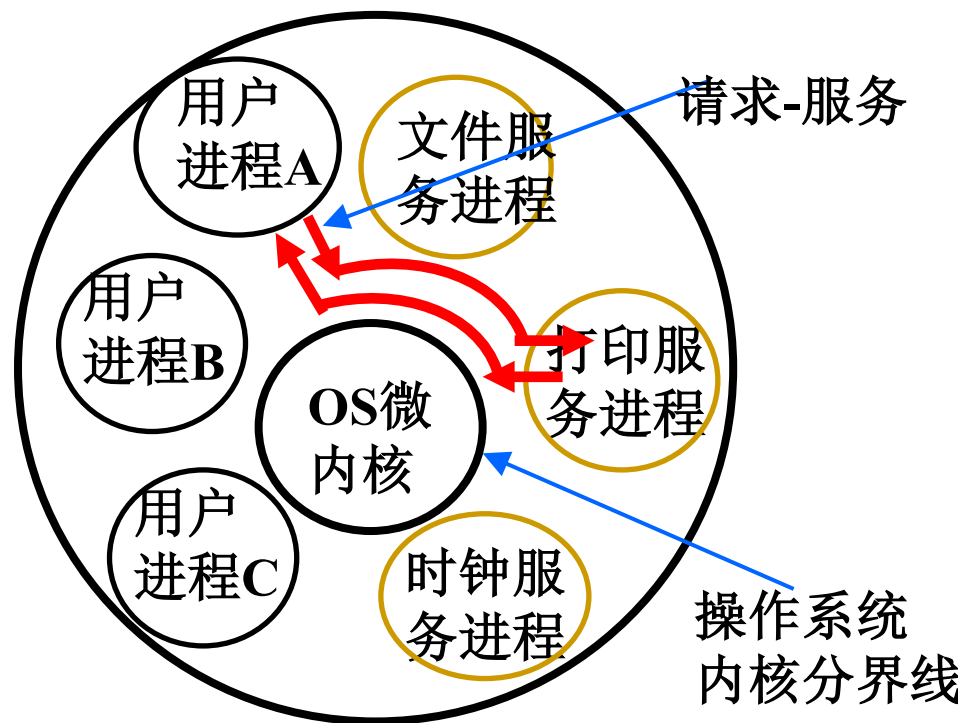 用户
进程A
文件服
务进程
请求-服务
用户
进程B
打印服
务进程
OS微
内核
用户
进程C
时钟服
务进程
操作系统
内核分界线